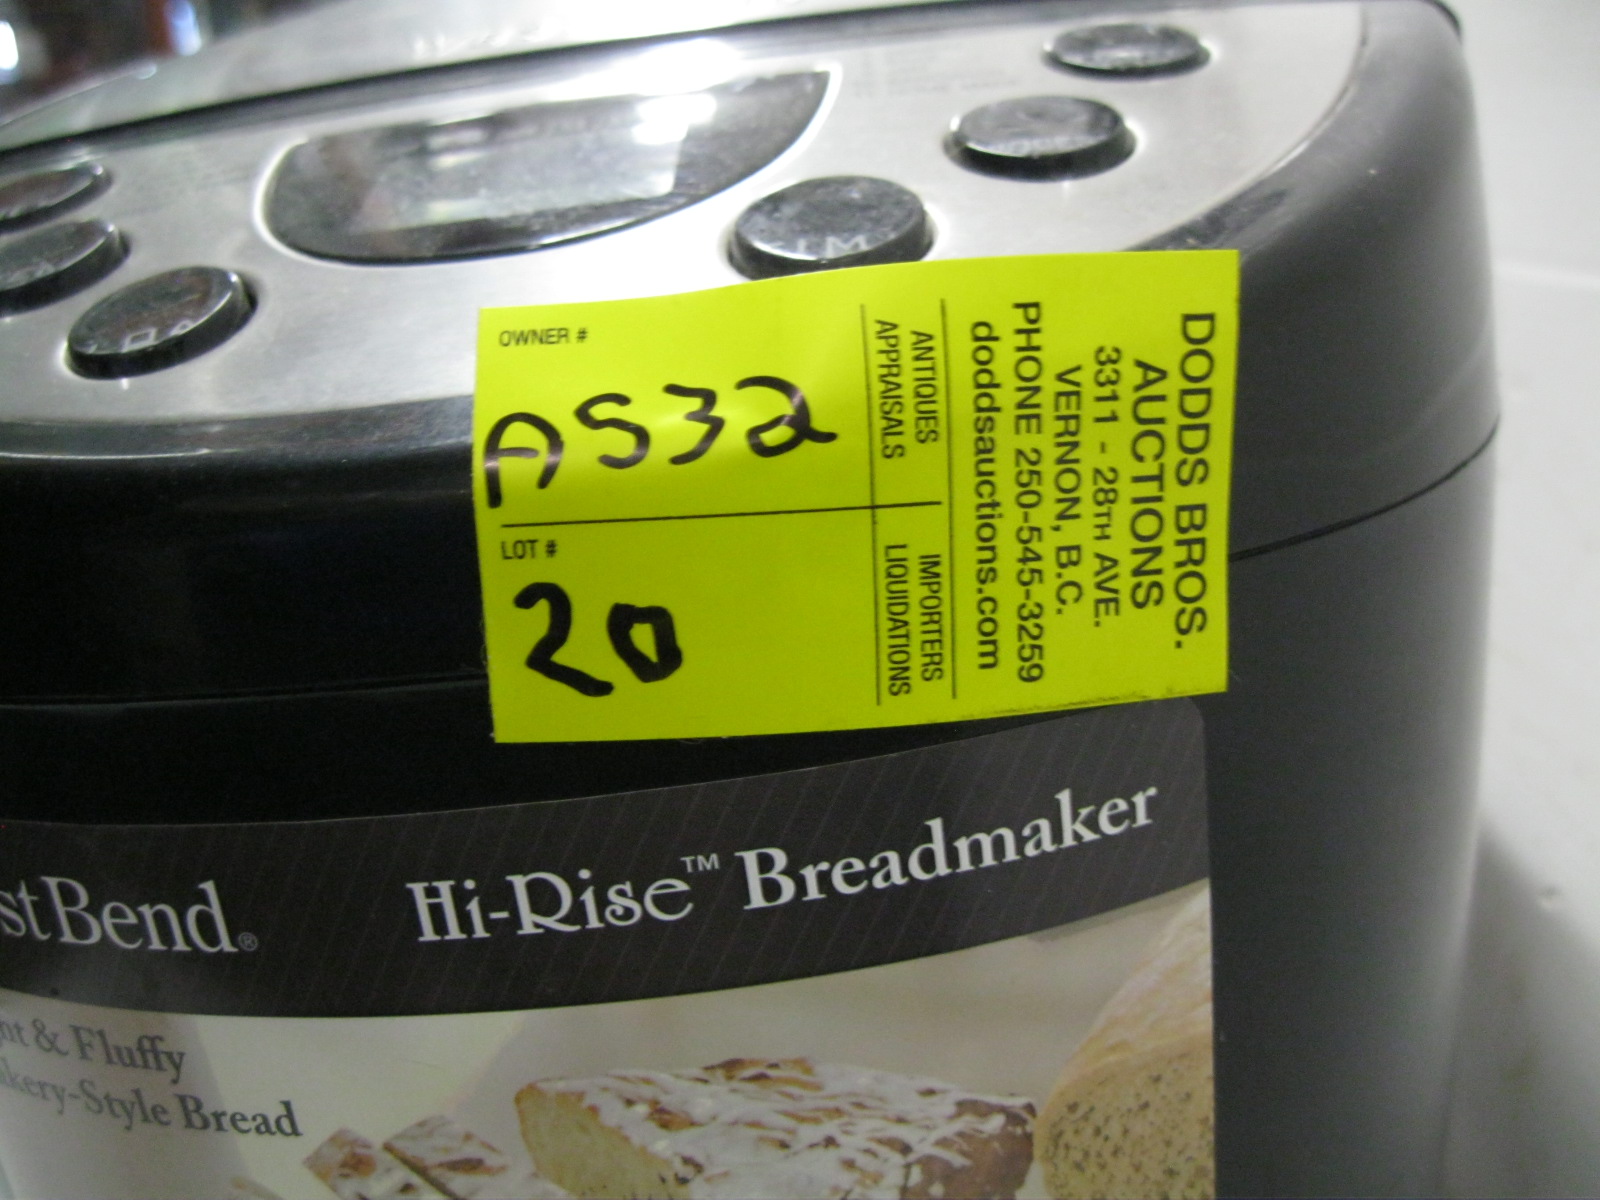 OWNER #
A532
LOT #
20
ANTIQUES
APPRAISALS
IMPORTERS
LIQUIDATIONS
DODDS BROS.
AUCTIONS
3311 - 28TH AVE.
VERNON, B.C.
PHONE 250-545-3259
doddsauctions.com
stBend®
Hi-Rise™ Breadmaker
& Fluffy
kery-Style Bread